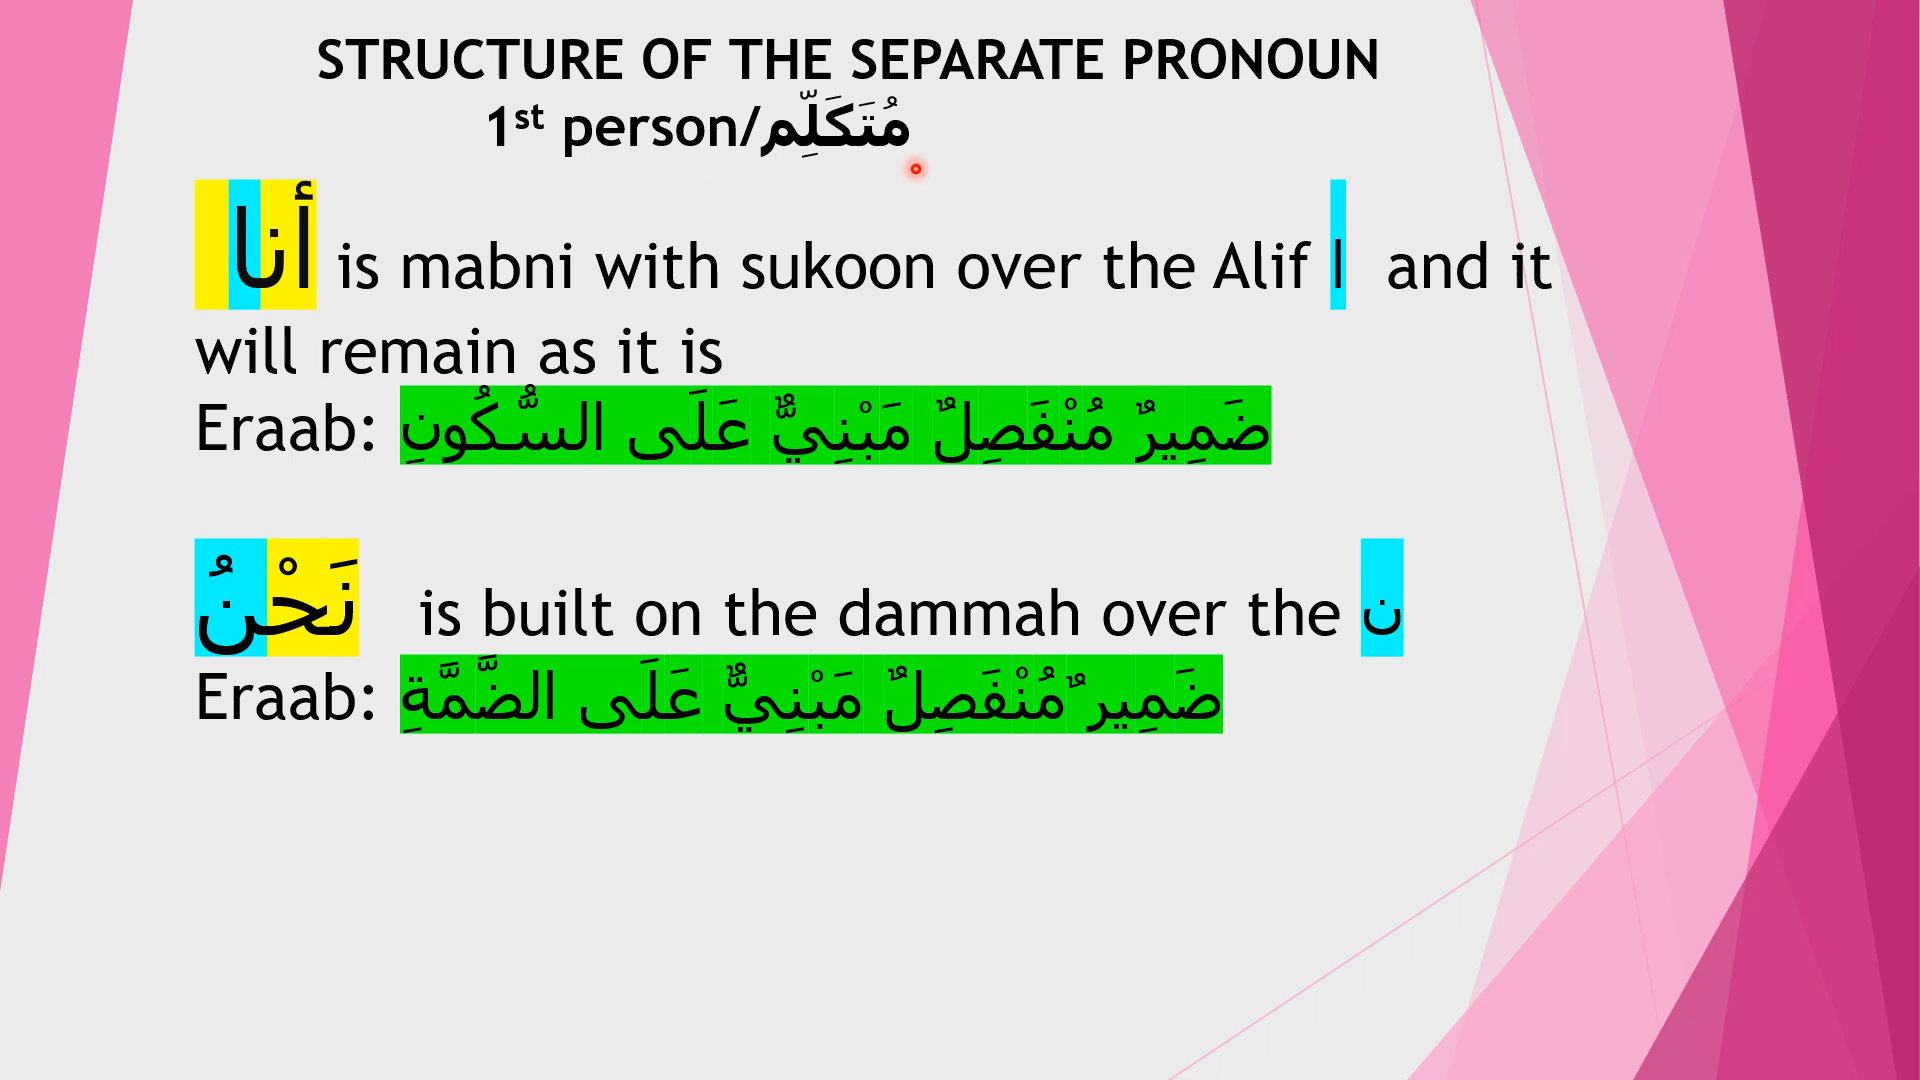 STRUCTURE OF THE SEPARATE PRONOUN
1st person/مُتَكَلِّم
أنا is mabni with sukoon over the Alif ا and it
will remain as it is
Eraab: ضَمِيرٌ مُنْفَصِلٌ مَبْنِيٌّ عَلَى السُّكُونِ
نَحْنُ is built on the dammah over the ن
Eraab: ضَمِيرٌ مُنْفَصِلٌ مَبْنِيٌّ عَلَى الضَّمَّةِ